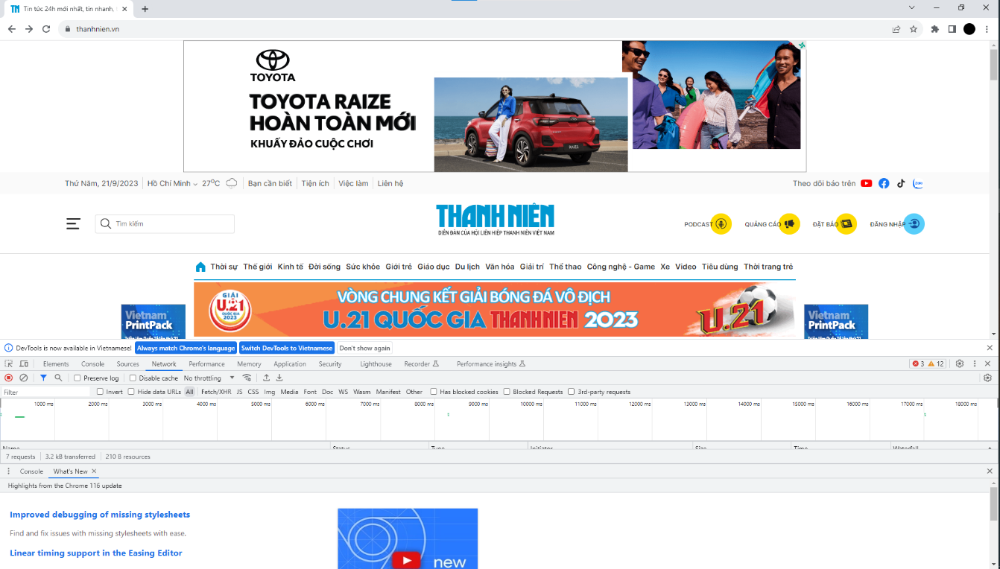 Tin tức 24h mới nhất, tin nhanh,
thanhnien.vn
TOYOTA
TOYOTA RAIZE
HOÀN TOÀN MỚI
KHUẤY ĐẢO CUỘC CHƠI
RAIZE
Thứ Năm, 21/9/2023 Hồ Chí Minh 27°C Bạn cần biết Tiện ích Việc làm Liên hệ Theo dõi báo trên Zalo
Tìm kiếm
THANH NIÊN
DIỄN ĐÀN CỦA HỘI LIÊN HIỆP THANH NIÊN VIỆT NAM
PODCAST QUẢNG CÁO ĐẶT BÁO ĐĂNG NHẬP
Thời sự Thế giới Kinh tế Đời sống Sức khỏe Giới trẻ Giáo dục Du lịch Văn hóa Giải trí Thể thao Công nghệ - Game Xe Video Tiêu dùng Thời trang trẻ
GIẢI
U.21
QUỐC GIA
2023
VÒNG CHUNG KẾT GIẢI BÓNG ĐÁ VÔ ĐỊCH
U.21 QUỐC GIA THANH NIÊN 2023
U.21
Vietnam
PrintPack
Vietnam
PrintPack
DevTools is now available in Vietnamese! Always match Chrome's language Switch DevTools to Vietnamese Don't show again
Elements Console Sources Network Performance Memory Application Security Lighthouse Recorder Performance insights 3 12
Preserve log Disable cache No throttling
Filter Invert Hide data URLs All Fetch/XHR JS CSS Img Media Font Doc WS Wasm Manifest Other Has blocked cookies Blocked Requests 3rd-party requests
1000 ms 2000 ms 3000 ms 4000 ms 5000 ms 6000 ms 7000 ms 8000 ms 9000 ms 10000 ms 11000 ms 12000 ms 13000 ms 14000 ms 15000 ms 16000 ms 17000 ms 18000 ms
Name Status Type Initiator Size Time Waterfall
7 requests 3.2 kB transferred 210 B resources
Console What's New
Highlights from the Chrome 116 update
Improved debugging of missing stylesheets
Find and fix issues with missing stylesheets with ease.
Linear timing support in the Easing Editor
new